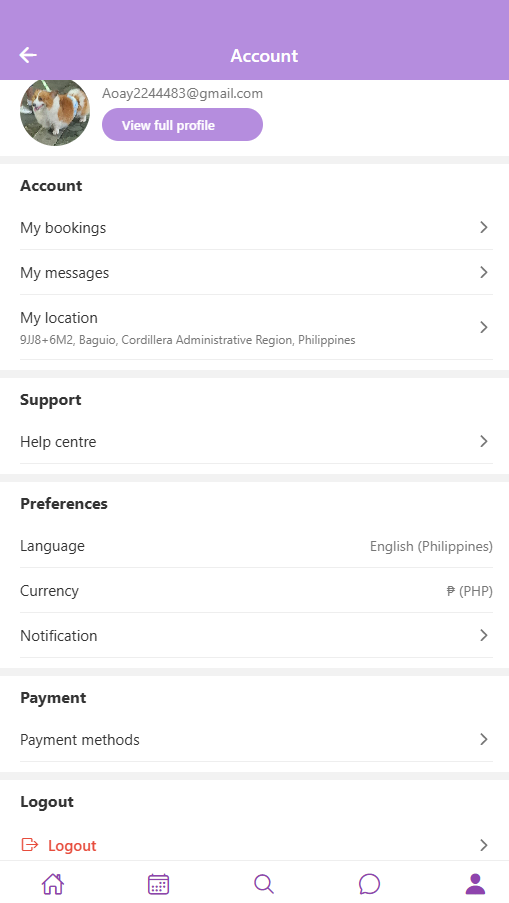 Account
Aoay2244483@gmail.com
View full profile
Account
My bookings
My messages
My location
9JJ8+6M2, Baguio, Cordillera Administrative Region, Philippines
Support
Help centre
Preferences
Language English (Philippines)
Currency ₱ (PHP)
Notification
Payment
Payment methods
Logout
Logout